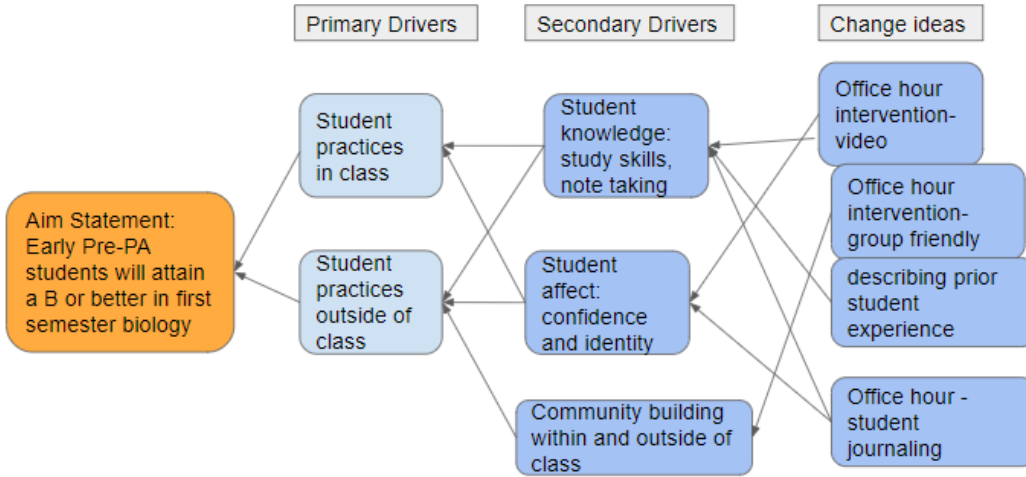 Primary Drivers
Secondary Drivers
Change ideas
Aim Statement:
Early Pre-PA
students will attain
a B or better in first
semester biology
Student
practices
in class
Student
practices
outside of
class
Student
knowledge:
study skills,
note taking
Student
affect:
confidence
and identity
Community building
within and outside of
class
Office hour
intervention-
video
Office hour
intervention-
group friendly
describing prior
student
experience
Office hour -
student
journaling